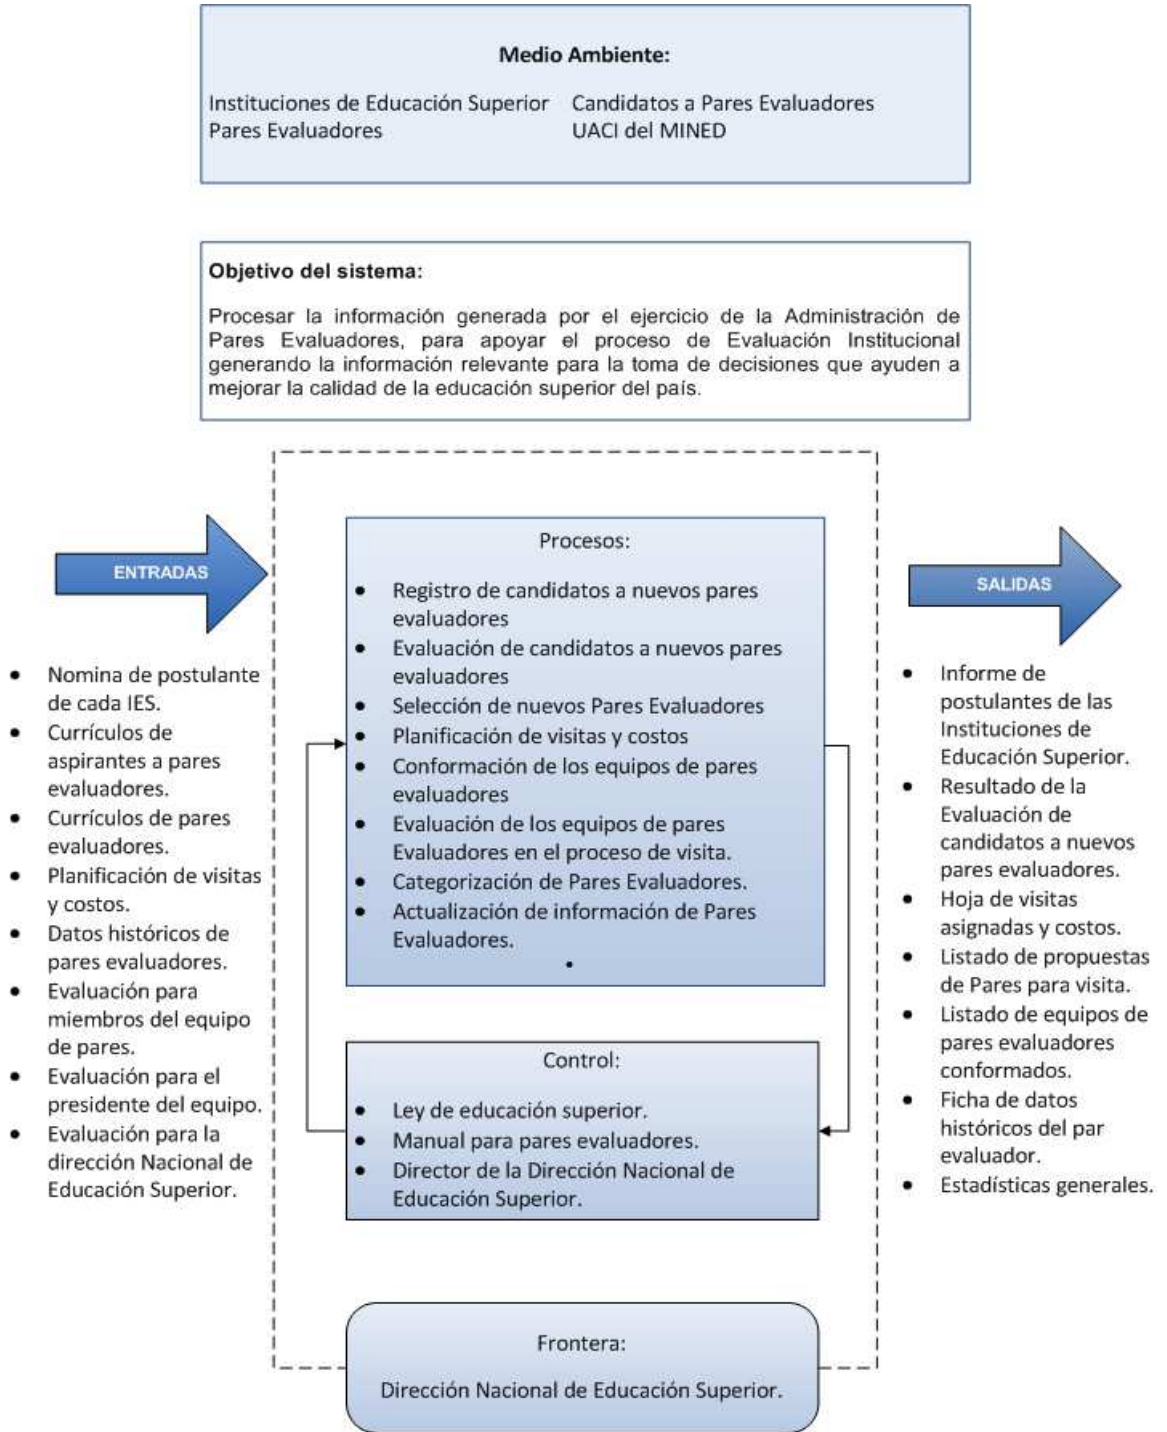 Medio Ambiente:
Instituciones de Educación Superior
Pares Evaluadores
Candidatos a Pares Evaluadores
UACI del MINED
Objetivo del sistema:
Procesar la información generada por el ejercicio de la Administración de
Pares Evaluadores, para apoyar el proceso de Evaluación Institucional
generando la información relevante para la toma de decisiones que ayuden a
mejorar la calidad de la educación superior del país.
ENTRADAS
• Nomina de postulante
de cada IES.
• Currículos de
aspirantes a pares
evaluadores.
• Currículos de pares
evaluadores.
• Planificación de visitas
y costos.
• Datos históricos de
pares evaluadores.
• Evaluación para
miembros del equipo
de pares.
• Evaluación para el
presidente del equipo.
• Evaluación para la
dirección Nacional de
Educación Superior.
Procesos:
• Registro de candidatos a nuevos pares
evaluadores
• Evaluación de candidatos a nuevos pares
evaluadores
• Selección de nuevos Pares Evaluadores
• Planificación de visitas y costos
• Conformación de los equipos de pares
evaluadores
• Evaluación de los equipos de pares
Evaluadores en el proceso de visita.
• Categorización de Pares Evaluadores.
• Actualización de información de Pares
Evaluadores.
•
Control:
• Ley de educación superior.
• Manual para pares evaluadores.
• Director de la Dirección Nacional de
Educación Superior.
Frontera:
Dirección Nacional de Educación Superior.
SALIDAS
• Informe de
postulantes de las
Instituciones de
Educación Superior.
• Resultado de la
Evaluación de
candidatos a nuevos
pares evaluadores.
• Hoja de visitas
asignadas y costos.
• Listado de propuestas
de Pares para visita.
• Listado de equipos de
pares evaluadores
conformados.
• Ficha de datos
históricos del par
evaluador.
• Estadísticas generales.